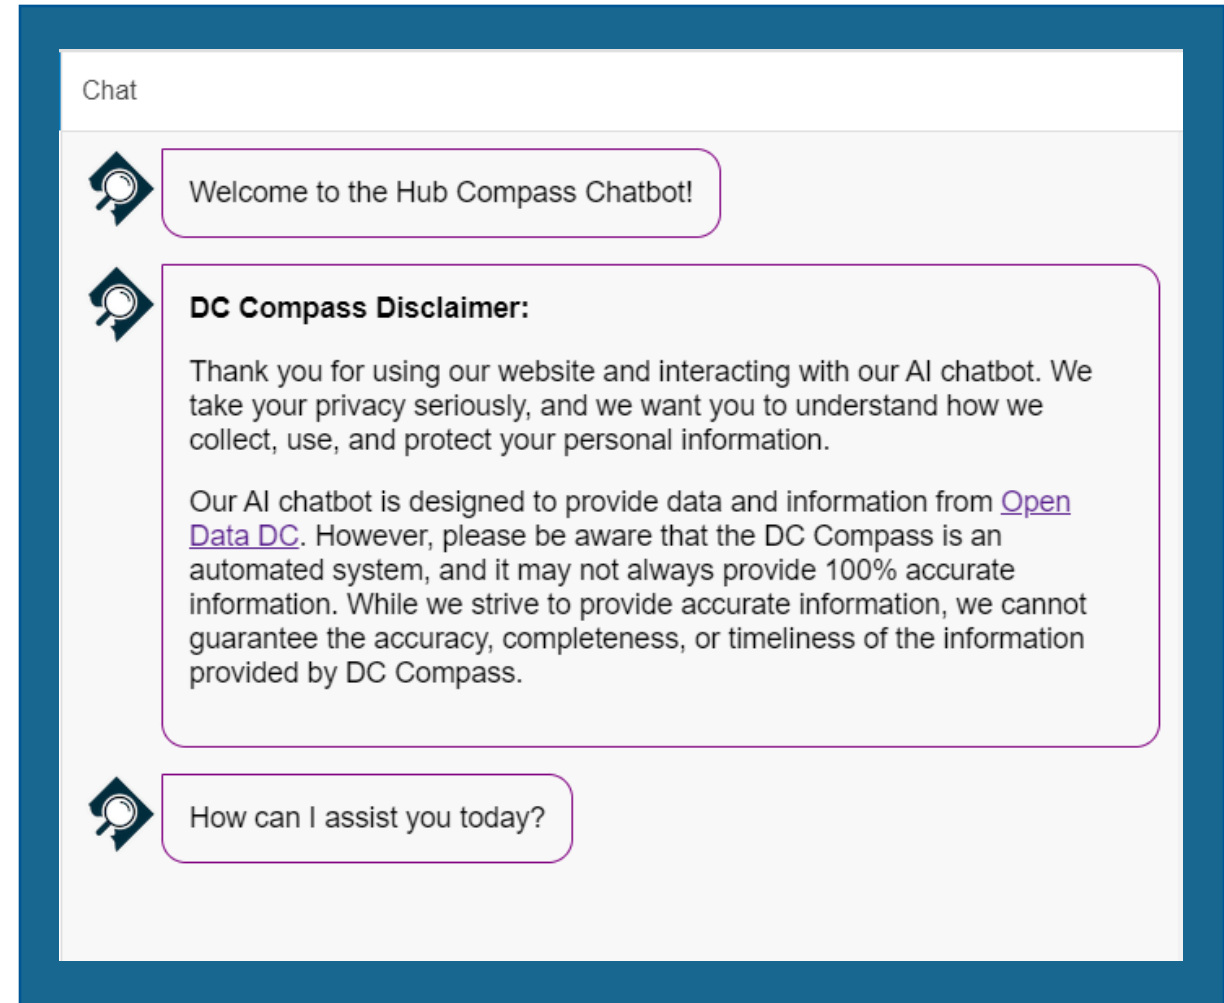 Chat
Welcome to the Hub Compass Chatbot!
DC Compass Disclaimer:
Thank you for using our website and interacting with our AI chatbot. We
take your privacy seriously, and we want you to understand how we
collect, use, and protect your personal information.
Our AI chatbot is designed to provide data and information from Open
Data DC. However, please be aware that the DC Compass is an
automated system, and it may not always provide 100% accurate
information. While we strive to provide accurate information, we cannot
guarantee the accuracy, completeness, or timeliness of the information
provided by DC Compass.
How can I assist you today?